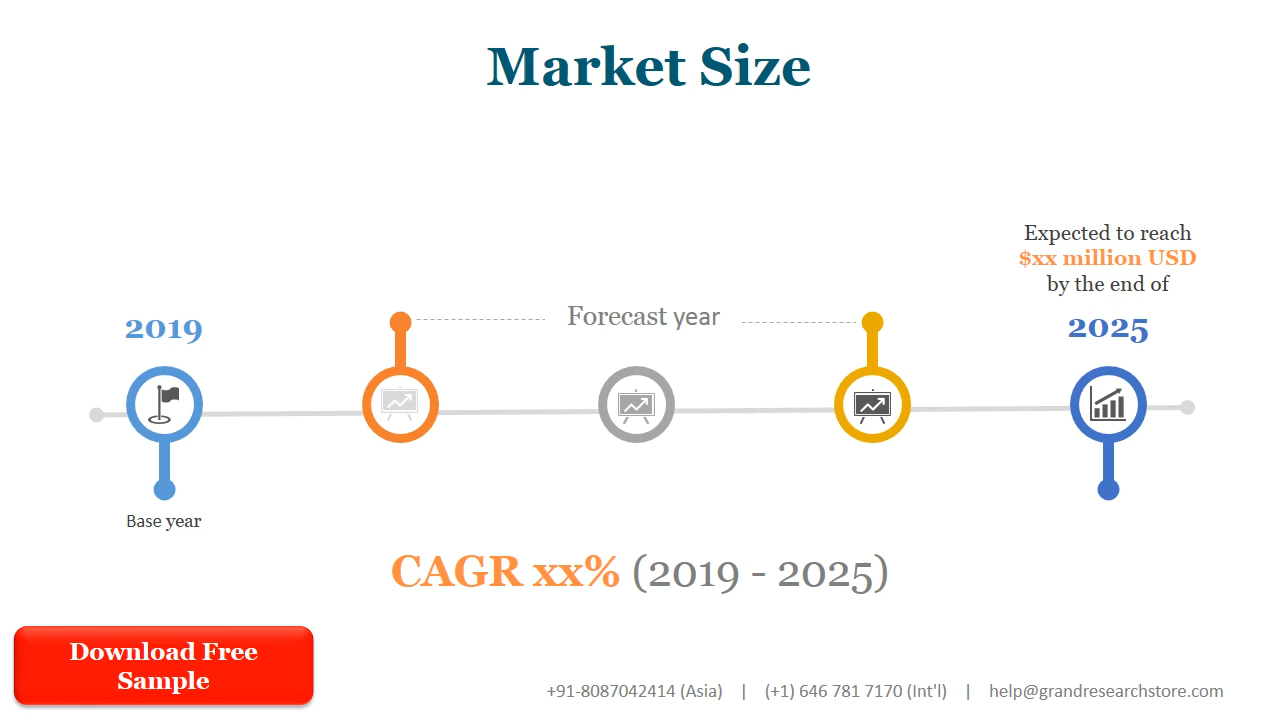 Market Size
Expected to reach
$xx million USD
by the end of
2025
2019
Forecast year
Base year
CAGR xx% (2019 - 2025)
Download Free
Sample
+91-8087042414 (Asia) | (+1) 646 781 7170 (Int'l) | help@grandresearchstore.com